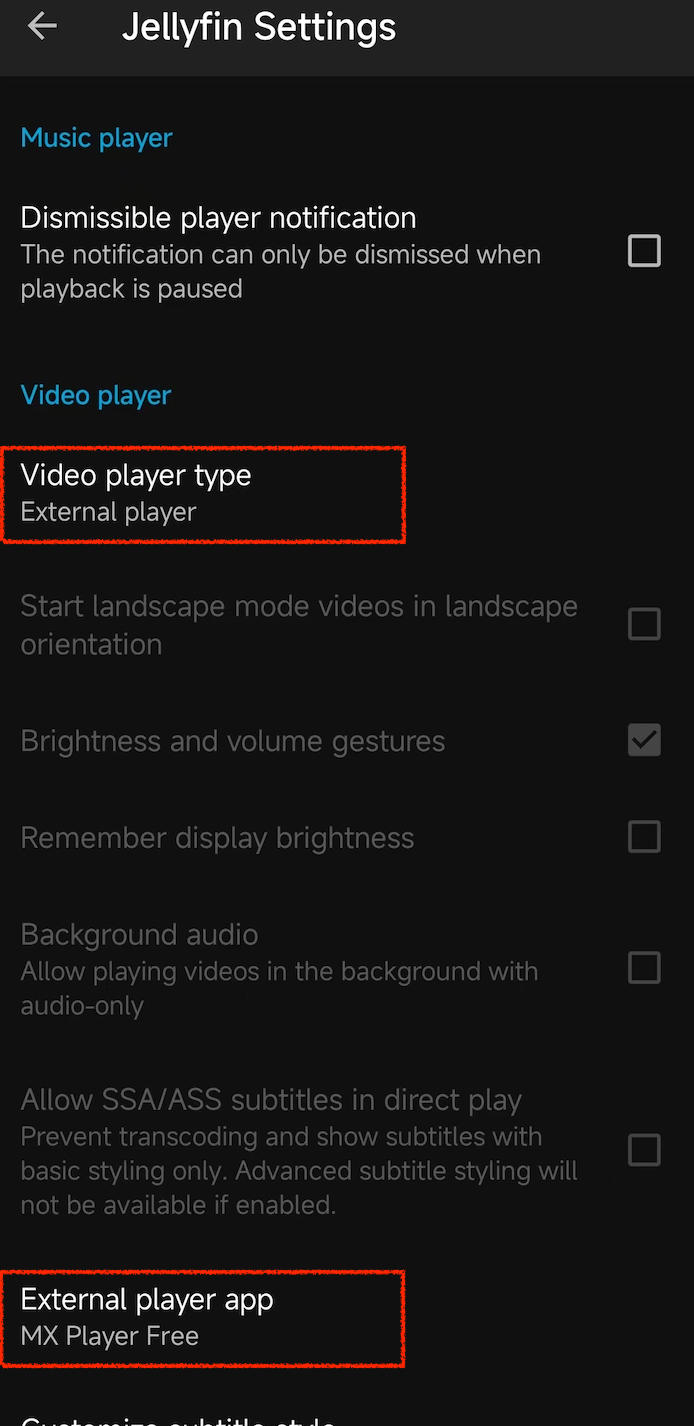 Jellyfin Settings
Music player
Dismissible player notification
The notification can only be dismissed when
playback is paused
Video player
Video player type
External player
Start landscape mode videos in landscape
orientation
Brightness and volume gestures
Remember display brightness
Background audio
Allow playing videos in the background with
audio-only
Allow SSA/ASS subtitles in direct play
Prevent transcoding and show subtitles with
basic styling only. Advanced subtitle styling will
not be available if enabled.
External player app
MX Player Free
Customize subtitle style